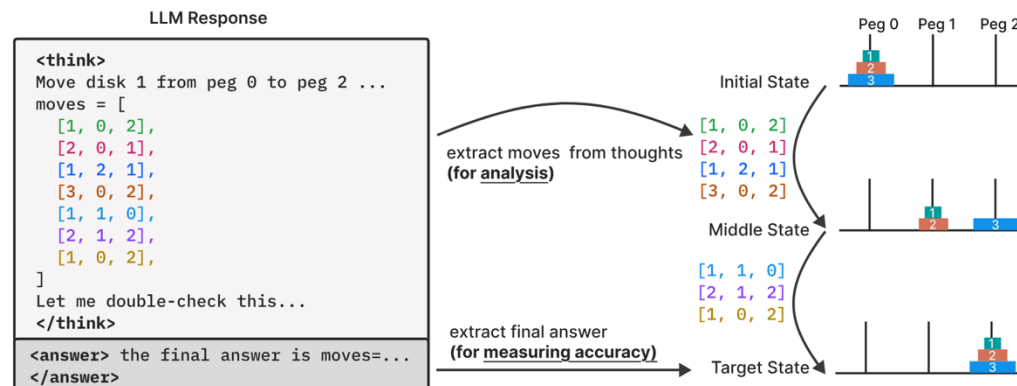 LLM Response
<think>
Move disk 1 from peg 0 to peg 2 ...
moves = [
[1, 0, 2],
[2, 0, 1],
[1, 2, 1],
[3, 0, 2],
[1, 1, 0],
[2, 1, 2],
[1, 0, 2],
]
Let me double-check this...
</think>
<answer> the final answer is moves=...
</answer>
extract moves from thoughts
(for analysis)
extract final answer
(for measuring accuracy)
Peg 0 Peg 1 Peg 2
1
2
3
Initial State
[1, 0, 2]
[2, 0, 1]
[1, 2, 1]
[3, 0, 2]
1
2 3
Middle State
[1, 1, 0]
[2, 1, 2]
[1, 0, 2]
1
2
3
Target State